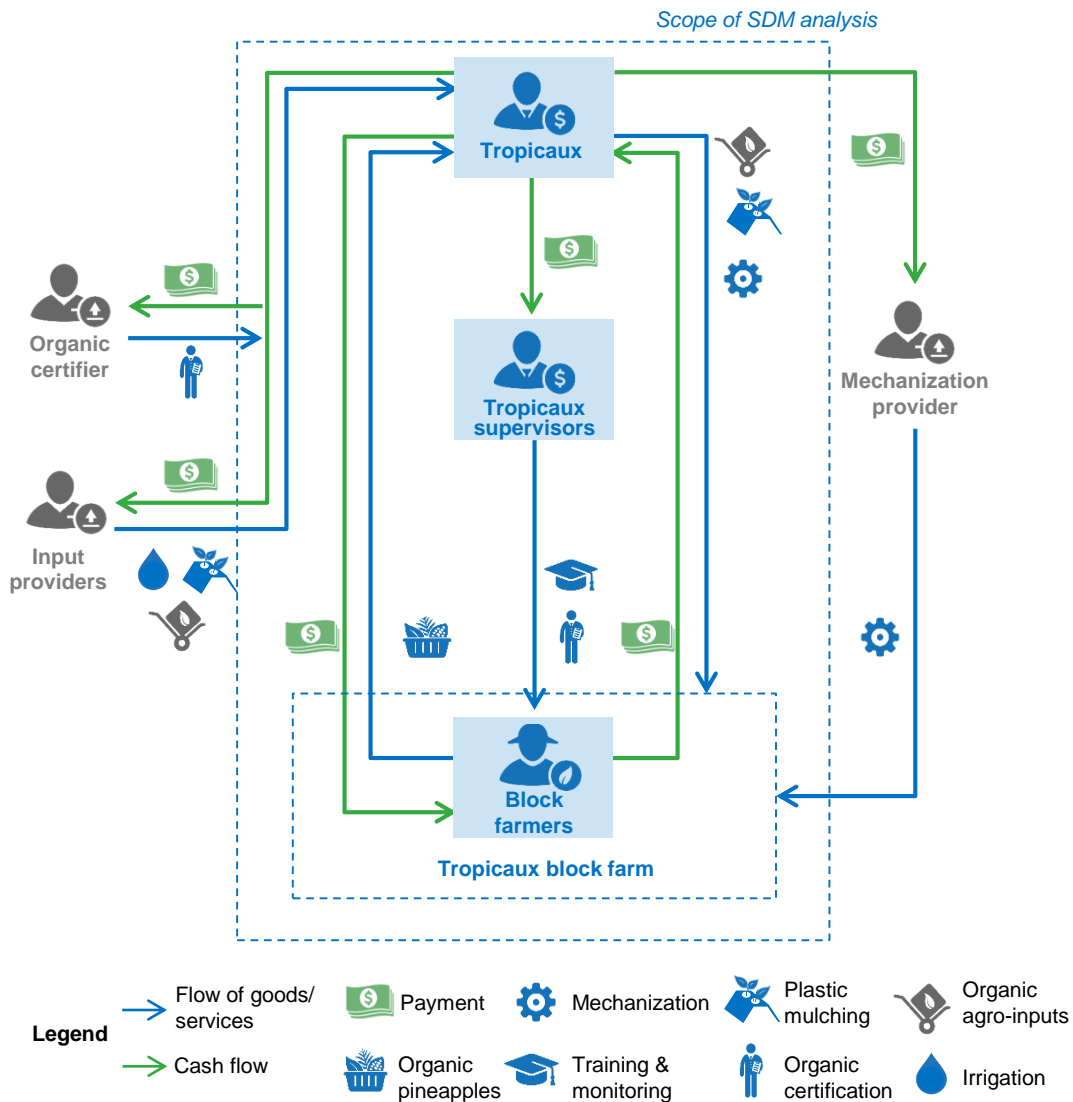 Scope of SDM analysis
Tropicaux
Organic
certifier
Tropicaux
supervisors
Mechanization
provider
Input
providers
Block
farmers
Tropicaux block farm
Legend
Flow of goods/
services
Payment
Mechanization
Plastic
mulching
Organic
agro-inputs
Cash flow
Organic
pineapples
Training &
monitoring
Organic
certification
Irrigation